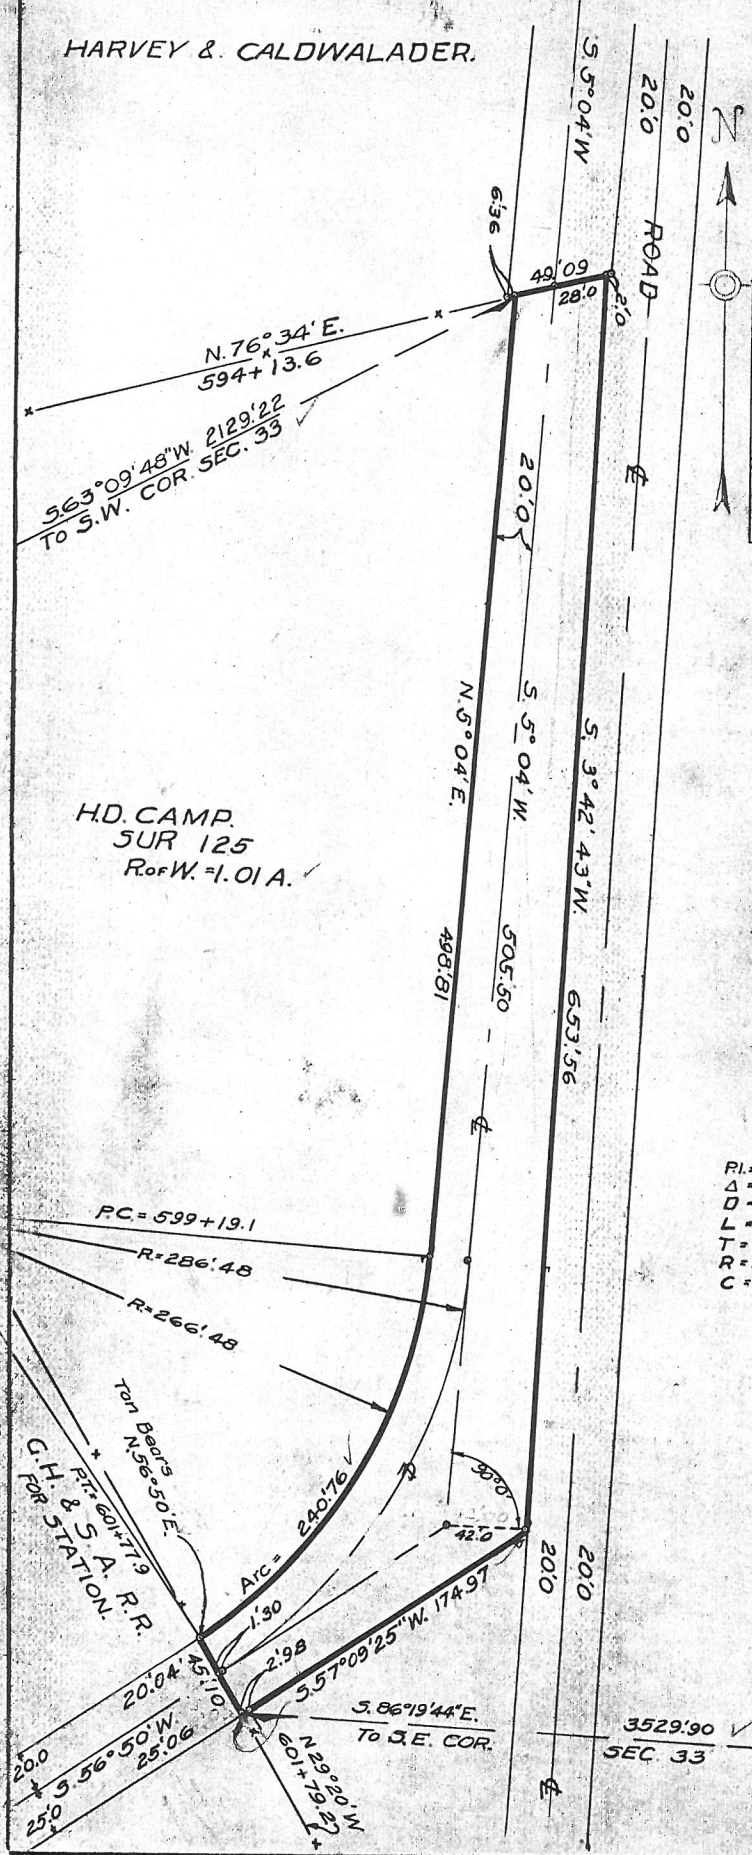 HARVEY & CALDWALADER.
S.5°04'W
20.0
20.0
N
ROAD
6.36
49.'09
28.0
2.'0
N.76°34'E.
594+13.6
S.63°09'48"W. 2129.'22
TO S.W. COR. SEC. 33
20.'0
℄
N.5°04'E.
S. 5°04'W.
S. 3°42'43"W.
H.D. CAMP.
SUR 125
R.ofW. =1.01 A.
498.'81
505.50
653.'56
℄
P.C. = 599+19.1
R=286.'48
R=266.'48
P.I.=
Δ =
D =
L =
T =
R =
C =
Tan Bears
N.56°50'E.
P.T.= 601+77.9
G.H. & S.A. R.R.
FOR STATION.
Arc = 240.'76
℄
90°0'
42.0
20.'0
20.'0
1.'30
2.'98
S.57°09'25"W. 174.97
20.'04'
45.'10
S. 86°19'44"E.
TO S.E. COR.
3529.'90
SEC. 33
S. 56°50'W
25.'06
20.0
25.'0
N 29°20'W
601+79.27
℄